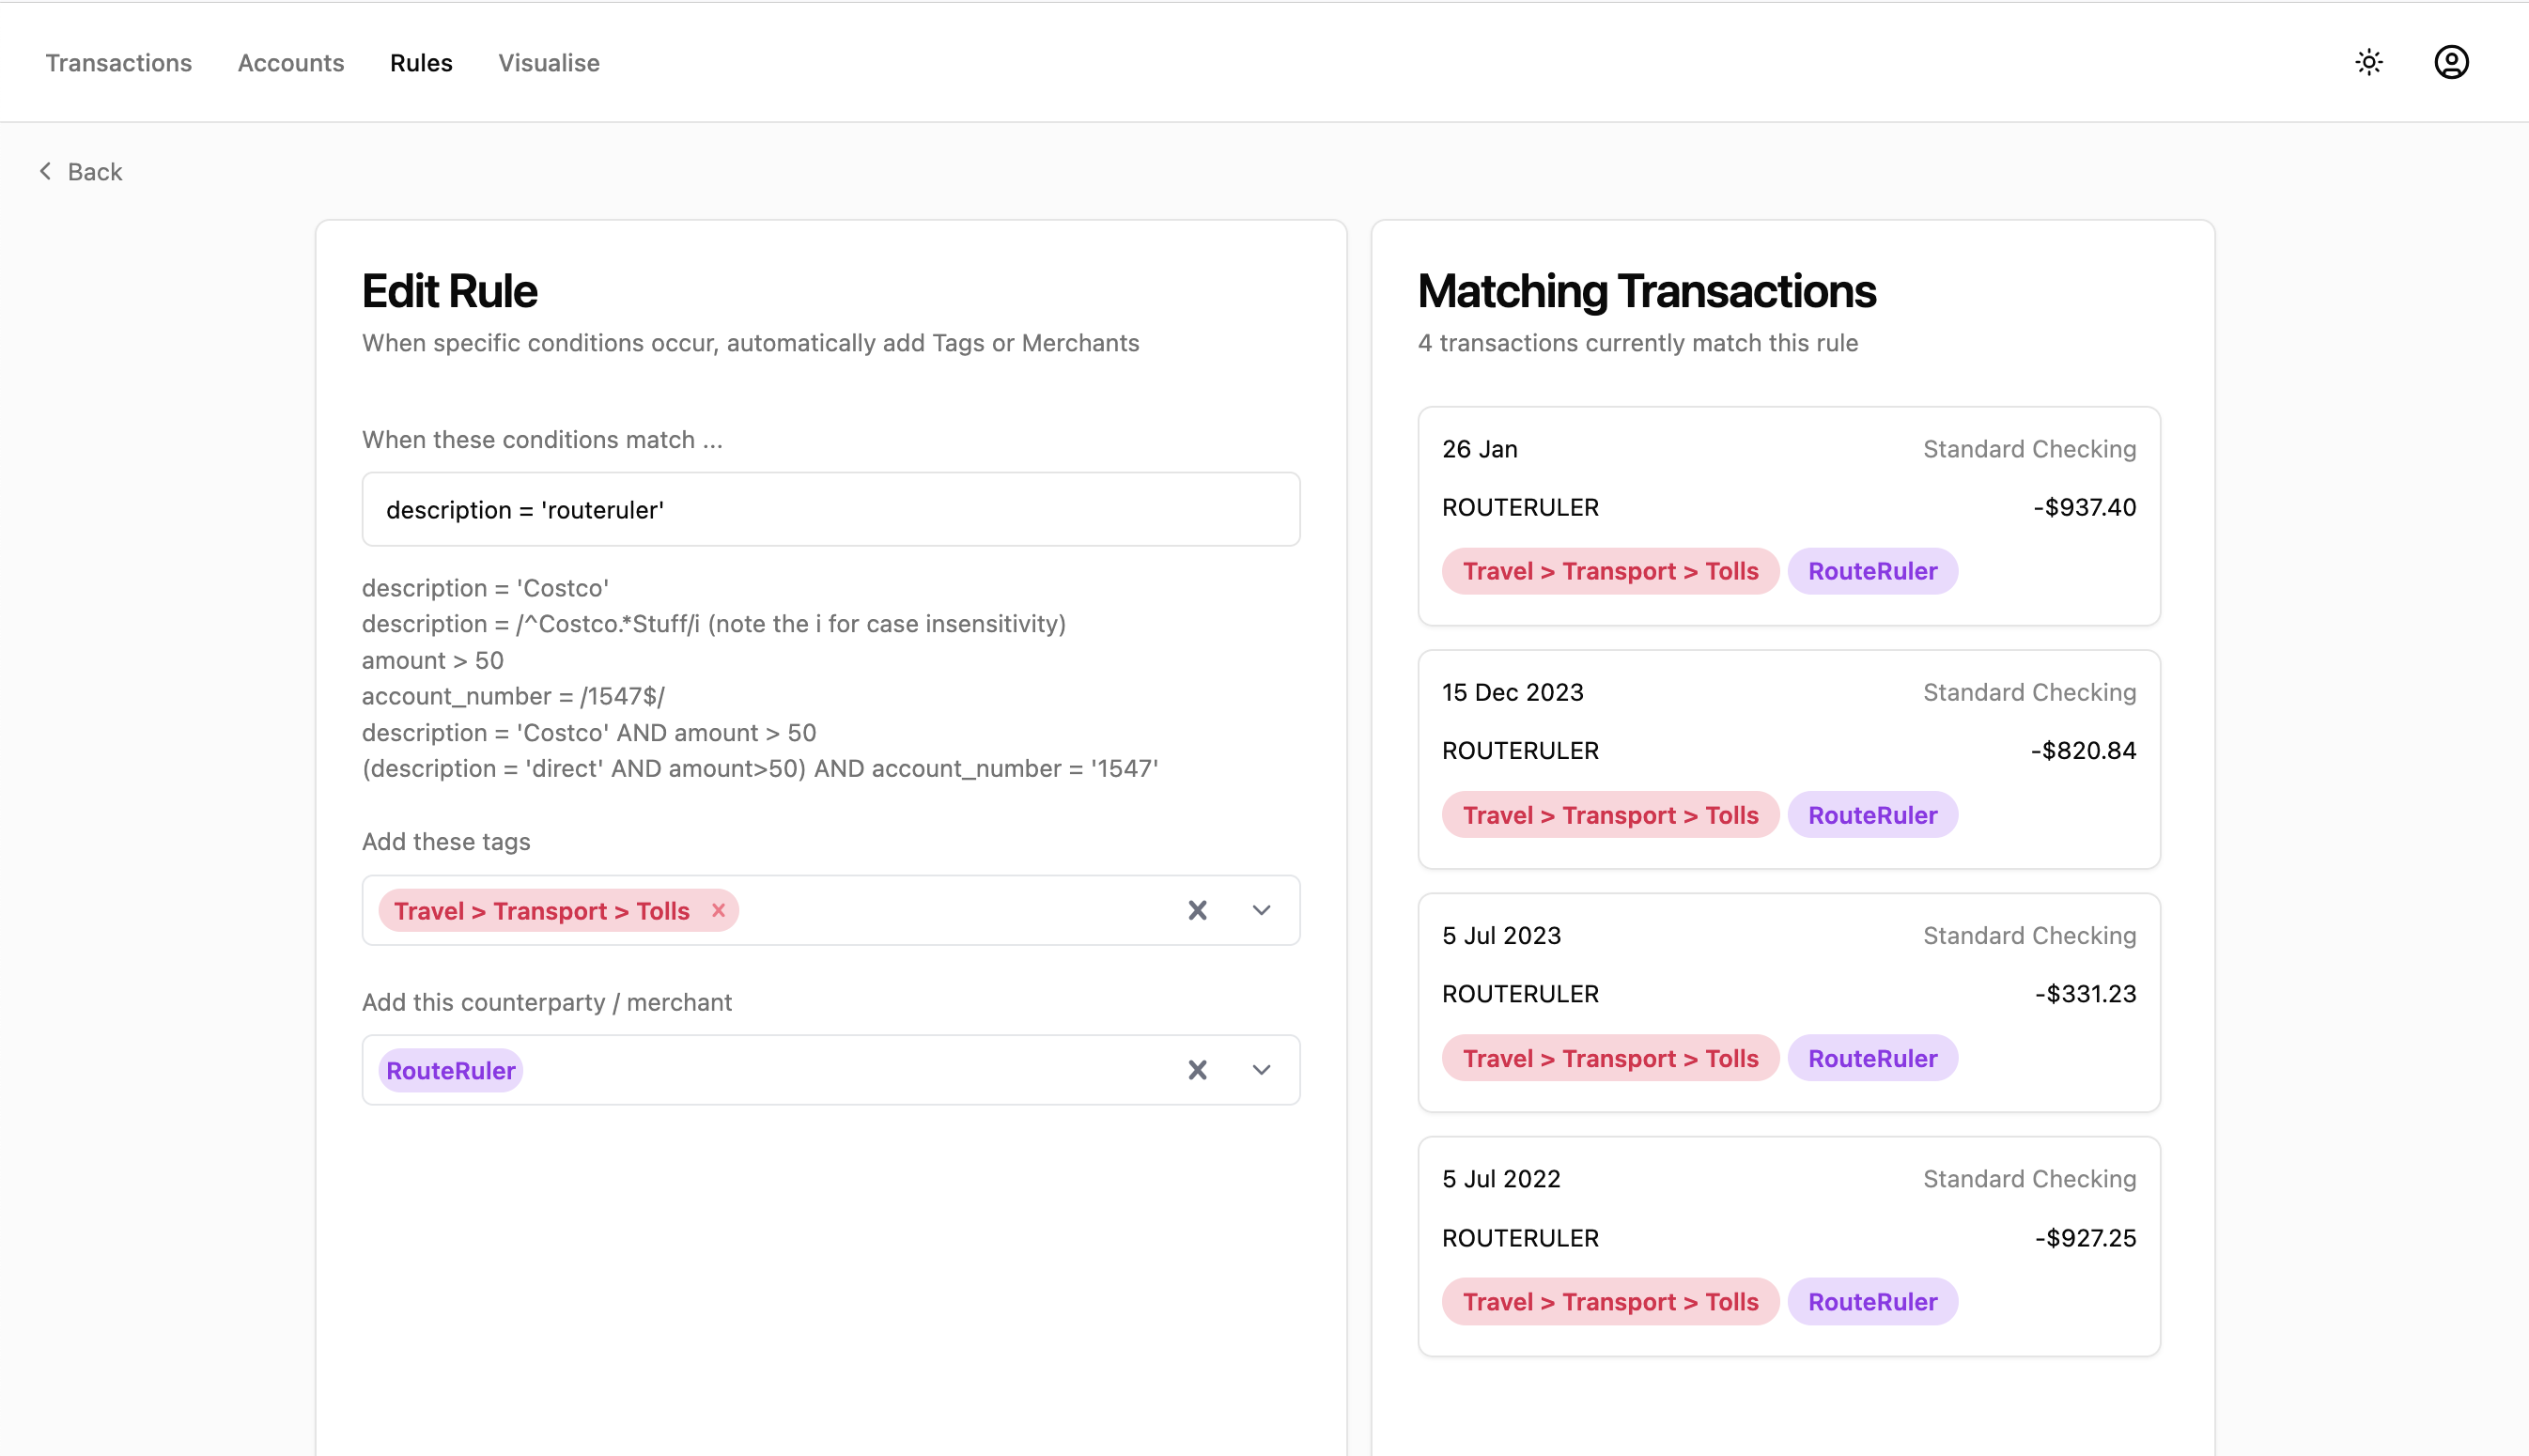 Transactions Accounts Rules Visualise
Back
Edit Rule
When specific conditions occur, automatically add Tags or Merchants
When these conditions match ...
description = 'routeruler'
description = 'Costco'
description = /^Costco.*Stuff/i (note the i for case insensitivity)
amount > 50
account_number = /1547$/
description = 'Costco' AND amount > 50
(description = 'direct' AND amount>50) AND account_number = '1547'
Add these tags
Travel > Transport > Tolls
Add this counterparty / merchant
RouteRuler
Matching Transactions
4 transactions currently match this rule
26 Jan Standard Checking
ROUTERULER -$937.40
Travel > Transport > Tolls RouteRuler
15 Dec 2023 Standard Checking
ROUTERULER -$820.84
Travel > Transport > Tolls RouteRuler
5 Jul 2023 Standard Checking
ROUTERULER -$331.23
Travel > Transport > Tolls RouteRuler
5 Jul 2022 Standard Checking
ROUTERULER -$927.25
Travel > Transport > Tolls RouteRuler